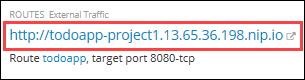 ROUTES External Traffic
http://todoapp-project1.13.65.36.198.nip.io
Route todoapp, target port 8080-tcp